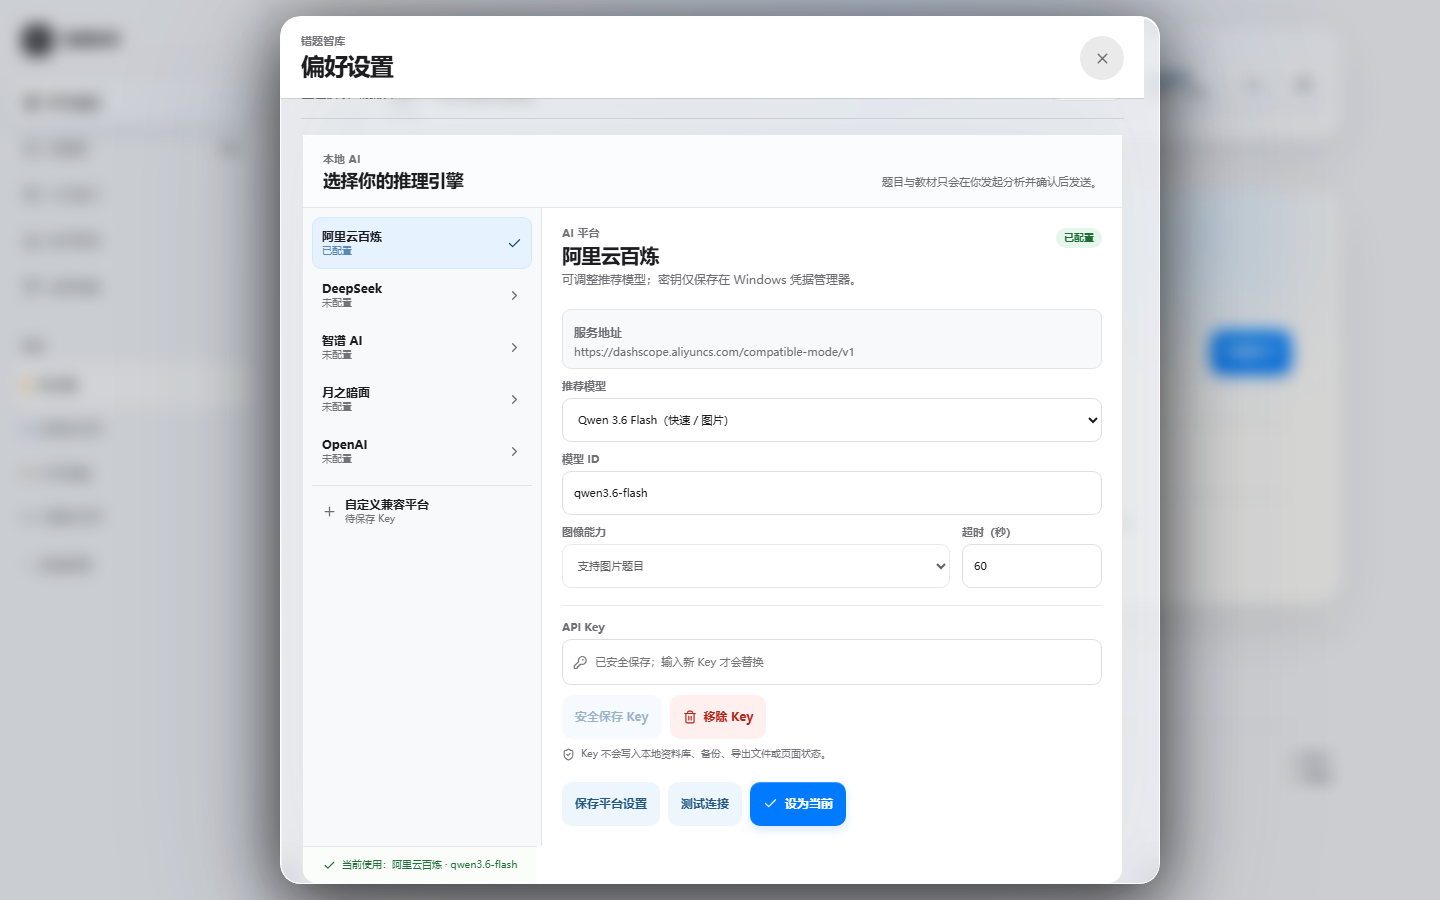 错题智库
偏好设置
本地 AI
选择你的推理引擎
题目与教材只会在你发起分析并确认后发送。
阿里云百炼
已配置
DeepSeek
未配置
智谱 AI
未配置
月之暗面
未配置
OpenAI
未配置
自定义兼容平台
待保存 Key
当前使用：阿里云百炼 · qwen3.6-flash
AI 平台
阿里云百炼
已配置
可调整推荐模型；密钥仅保存在 Windows 凭据管理器。
服务地址
https://dashscope.aliyuncs.com/compatible-mode/v1
推荐模型
Qwen 3.6 Flash（快速 / 图片）
模型 ID
qwen3.6-flash
图像能力
超时（秒）
支持图片题目
60
API Key
已安全保存；输入新 Key 才会替换
安全保存 Key
移除 Key
Key 不会写入本地资料库、备份、导出文件或页面状态。
保存平台设置
测试连接
设为当前